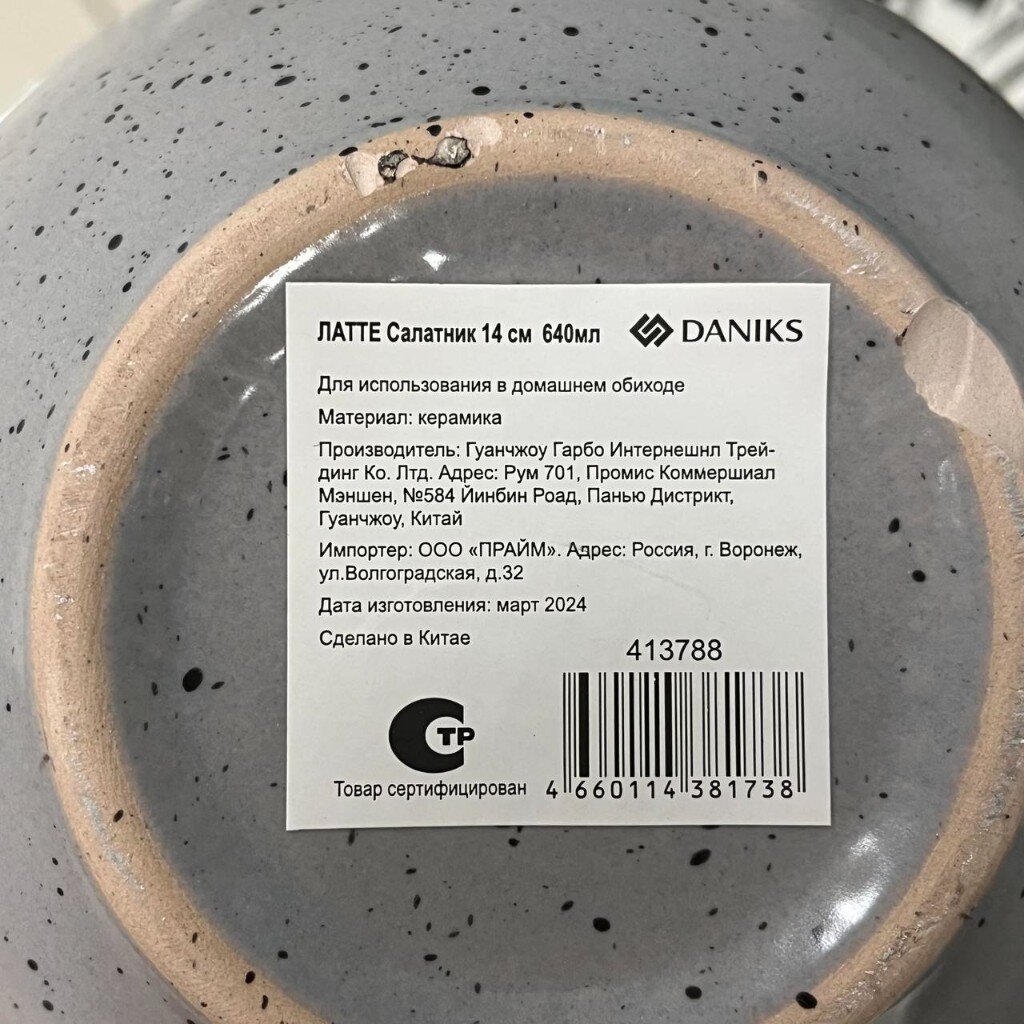 ЛАТТЕ Салатник 14 см 640мл DANIKS
Для использования в домашнем обиходе
Материал: керамика
Производитель: Гуанчжоу Гарбо Интернешнл Трей-
динг Ко. Лтд. Адрес: Рум 701, Промис Коммершиал
Мэншен, №584 Йинбин Роад, Панью Дистрикт,
Гуанчжоу, Китай
Импортер: ООО «ПРАЙМ». Адрес: Россия, г. Воронеж,
ул.Волгоградская, д.32
Дата изготовления: март 2024
Сделано в Китае
413788
СТР
Товар сертифицирован
4 660114 381738